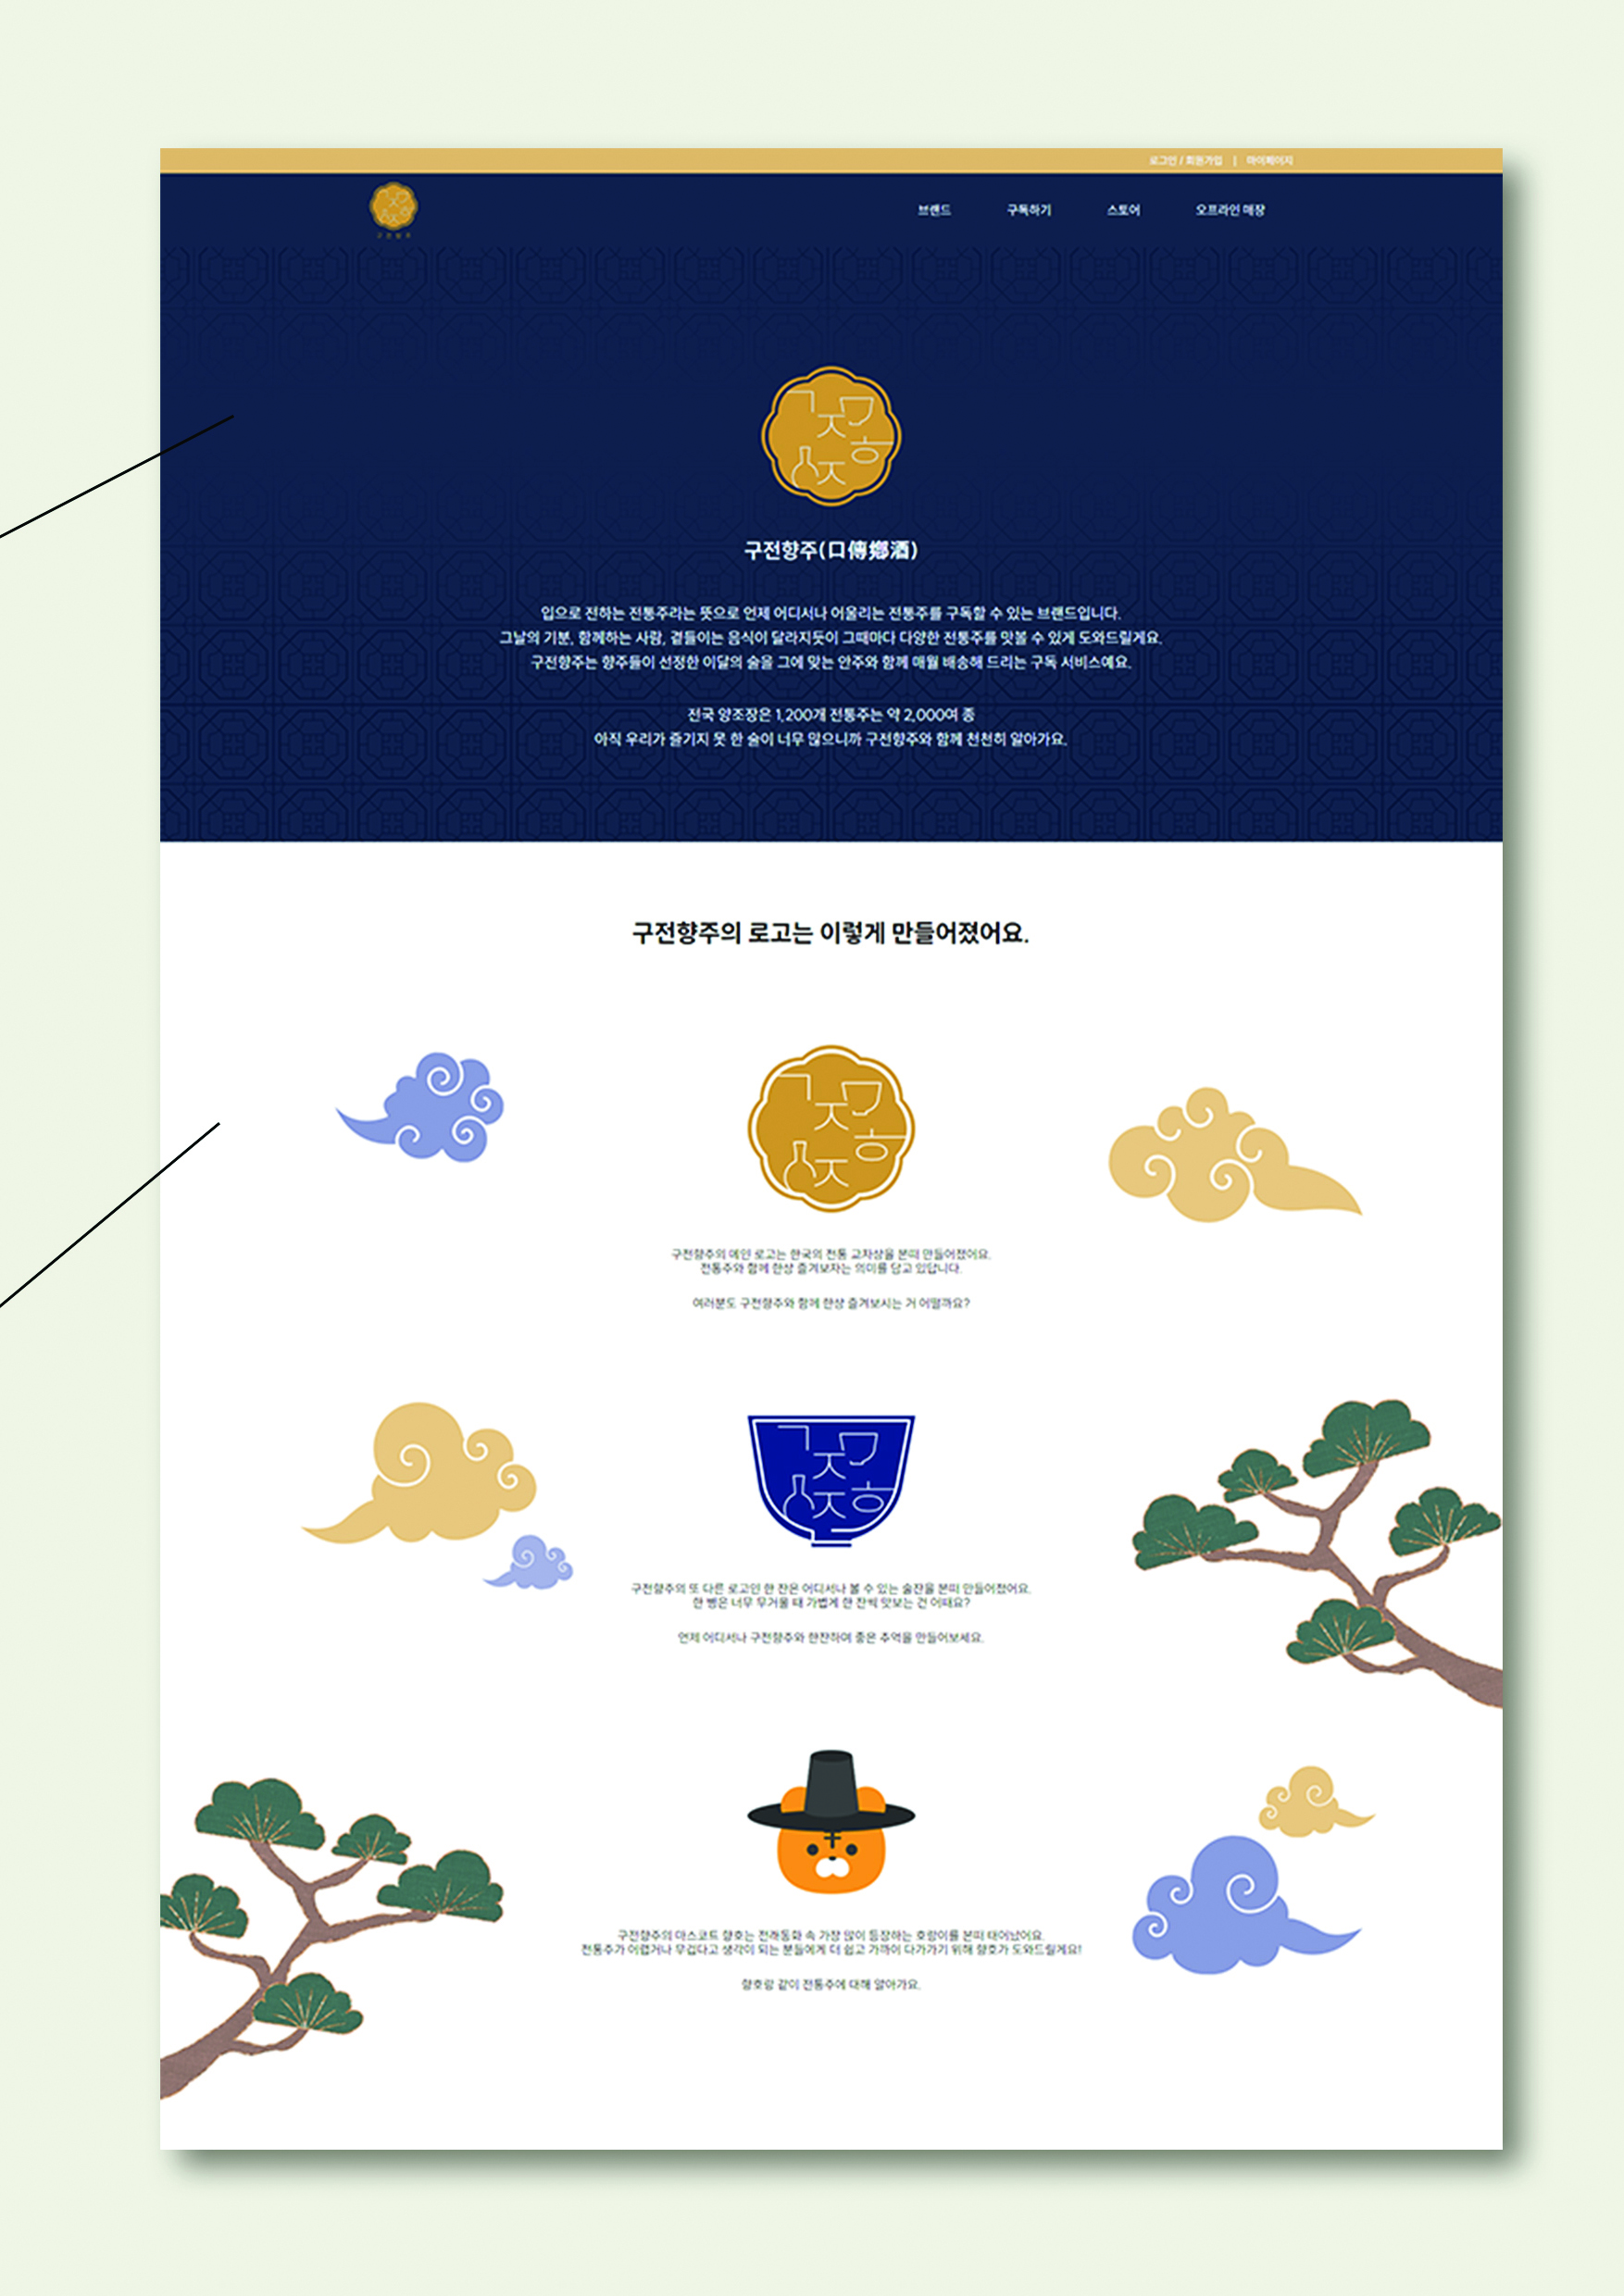 로그인 / 회원가입 | 마이페이지
구전향주
브랜드 구독하기 스토어 오프라인 매장
구전향주(口傳鄕酒)
입으로 전하는 전통주라는 뜻으로 언제 어디서나 어울리는 전통주를 구독할 수 있는 브랜드입니다.
그날의 기분, 함께하는 사람, 곁들이는 음식이 달라지듯이 그때마다 다양한 전통주를 맛볼 수 있게 도와드릴게요.
구전향주는 향주들이 선정한 이달의 술을 그에 맞는 안주와 함께 매월 배송해 드리는 구독 서비스예요.
전국 양조장은 1,200개 전통주는 약 2,000여 종
아직 우리가 즐기지 못 한 술이 너무 많으니까 구전향주와 함께 천천히 알아가요.
구전향주의 로고는 이렇게 만들어졌어요.
구전향주의 메인 로고는 한국의 전통 교자상을 본떠 만들어졌어요.
전통주와 함께 한상 즐겨보자는 의미를 담고 있답니다.
여러분도 구전향주와 함께 한상 즐겨보시는 거 어떨까요?
구전향주의 또 다른 로고인 한 잔은 어디서나 볼 수 있는 술잔을 본떠 만들어졌어요.
한 병은 너무 무거울 때 가볍게 한 잔씩 맛보는 건 어때요?
언제 어디서나 구전향주와 한잔하며 좋은 추억을 만들어보세요.
구전향주의 마스코트 향호는 전래동화 속 가장 많이 등장하는 호랑이를 본떠 태어났어요.
전통주가 어렵거나 무겁다고 생각이 되는 분들에게 더 쉽고 가까이 다가가기 위해 향호가 도와드릴게요!
향호랑 같이 전통주에 대해 알아가요.